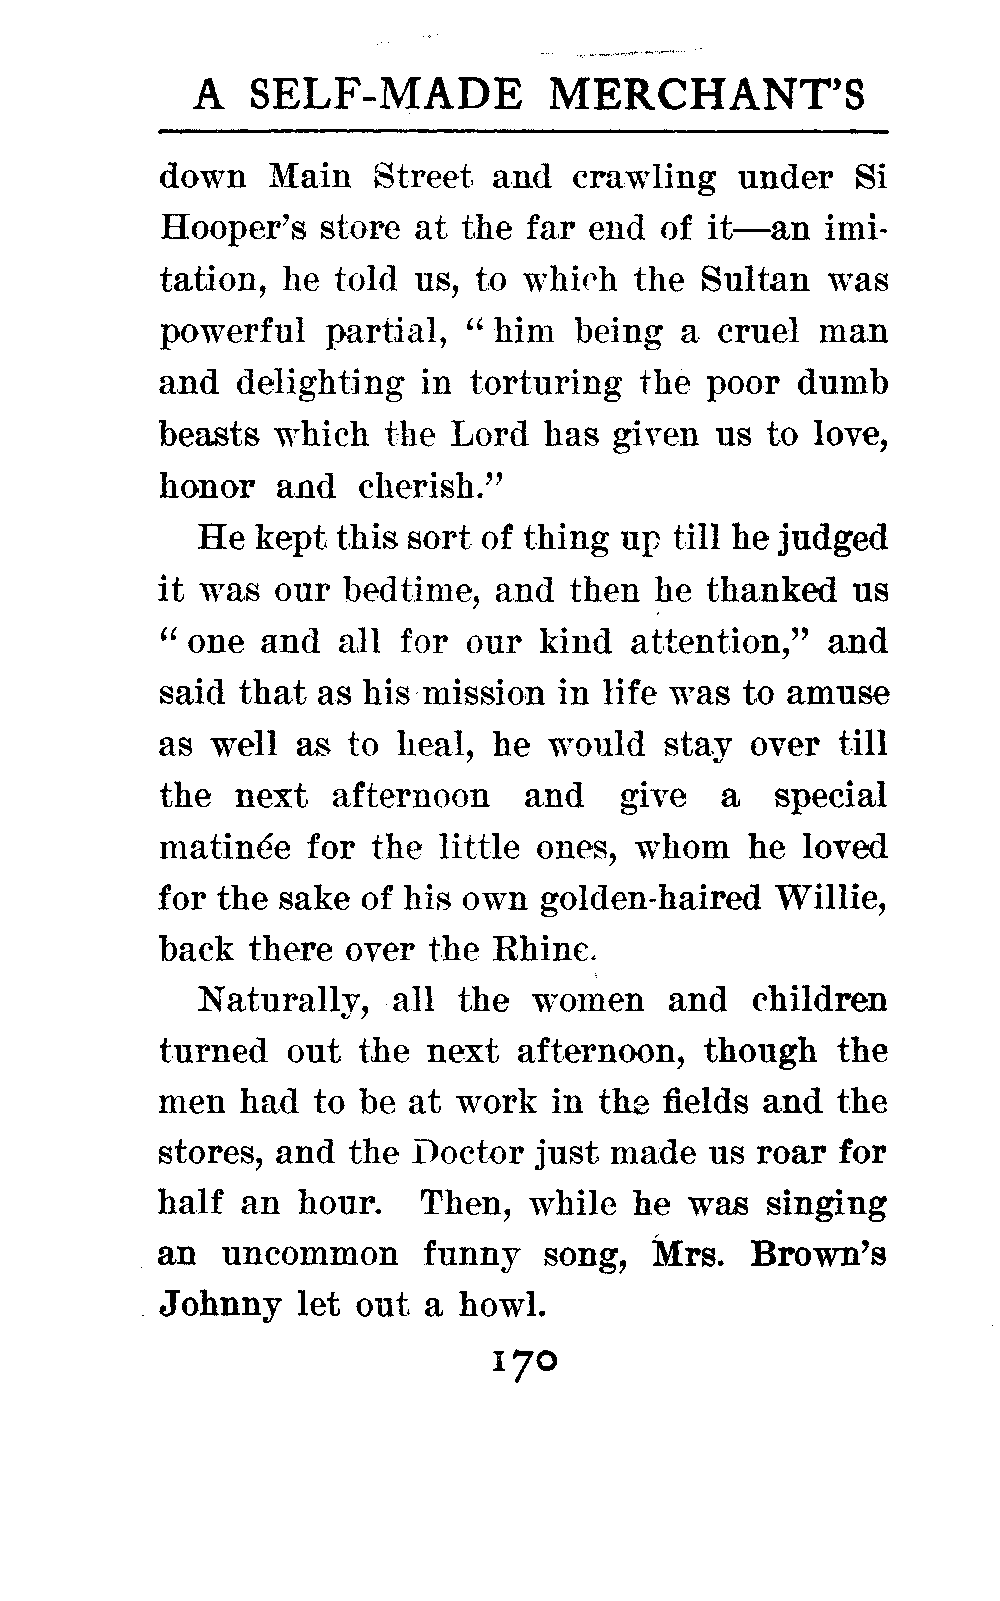 A SELF-MADE MERCHANT'S
down Main Street and crawling under Si
Hooper's store at the far end of it—an imi-
tation, he told us, to which the Sultan was
powerful partial, “ him being a cruel man
and delighting in torturing the poor dumb
beasts which the Lord has given us to love,
honor and cherish.”
He kept this sort of thing up till he judged
it was our bedtime, and then he thanked us
“ one and all for our kind attention,” and
said that as his mission in life was to amuse
as well as to heal, he would stay over till
the next afternoon and give a special
matinée for the little ones, whom he loved
for the sake of his own golden-haired Willie,
back there over the Rhine.
Naturally, all the women and children
turned out the next afternoon, though the
men had to be at work in the fields and the
stores, and the Doctor just made us roar for
half an hour. Then, while he was singing
an uncommon funny song, Mrs. Brown's
Johnny let out a howl.
170